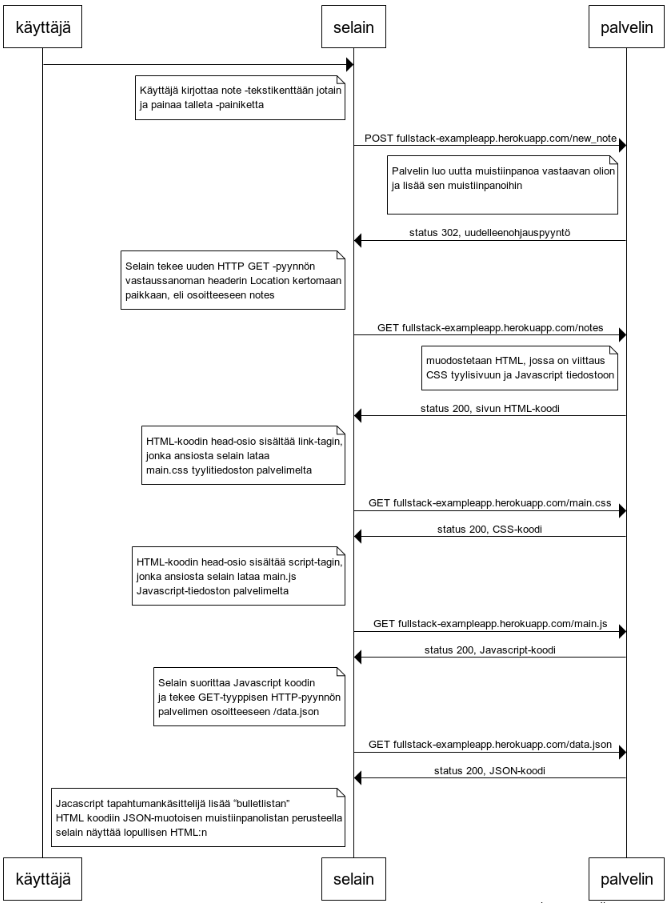 käyttäjä
selain
palvelin
Käyttäjä kirjottaa note -tekstikenttään jotain
ja painaa talleta -painiketta
POST fullstack-exampleapp.herokuapp.com/new_note
Palvelin luo uutta muistiinpanoa vastaavan olion
ja lisää sen muistiinpanoihin
status 302, uudelleenohjauspyyntö
Selain tekee uuden HTTP GET -pyynnön
vastaussanoman headerin Location kertomaan
paikkaan, eli osoitteeseen notes
GET fullstack-exampleapp.herokuapp.com/notes
muodostetaan HTML, jossa on viittaus
CSS tyylisivuun ja Javascript tiedostoon
status 200, sivun HTML-koodi
HTML-koodin head-osio sisältää link-tagin,
jonka ansiosta selain lataa
main.css tyylitiedoston palvelimelta
GET fullstack-exampleapp.herokuapp.com/main.css
status 200, CSS-koodi
HTML-koodin head-osio sisältää script-tagin,
jonka ansiosta selain lataa main.js
Javascript-tiedoston palvelimelta
GET fullstack-exampleapp.herokuapp.com/main.js
status 200, Javascript-koodi
Selain suorittaa Javascript koodin
ja tekee GET-tyyppisen HTTP-pyynnön
palvelimen osoitteeseen /data.json
GET fullstack-exampleapp.herokuapp.com/data.json
status 200, JSON-koodi
Jacascript tapahtumankäsittelijä lisää "bulletlistan"
HTML koodiin JSON-muotoisen muistiinpanolistan perusteella
selain näyttää lopullisen HTML:n
käyttäjä
selain
palvelin